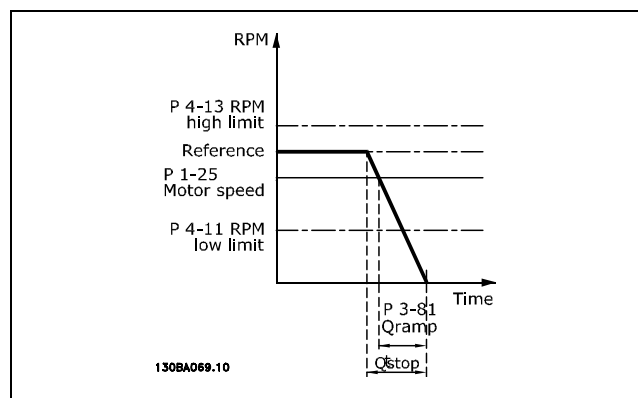 RPM
P 4-13 RPM
high limit
Reference
P 1-25
Motor speed
P 4-11 RPM
low limit
Time
P 3-81
Qramp
Qstop
130BA069.10